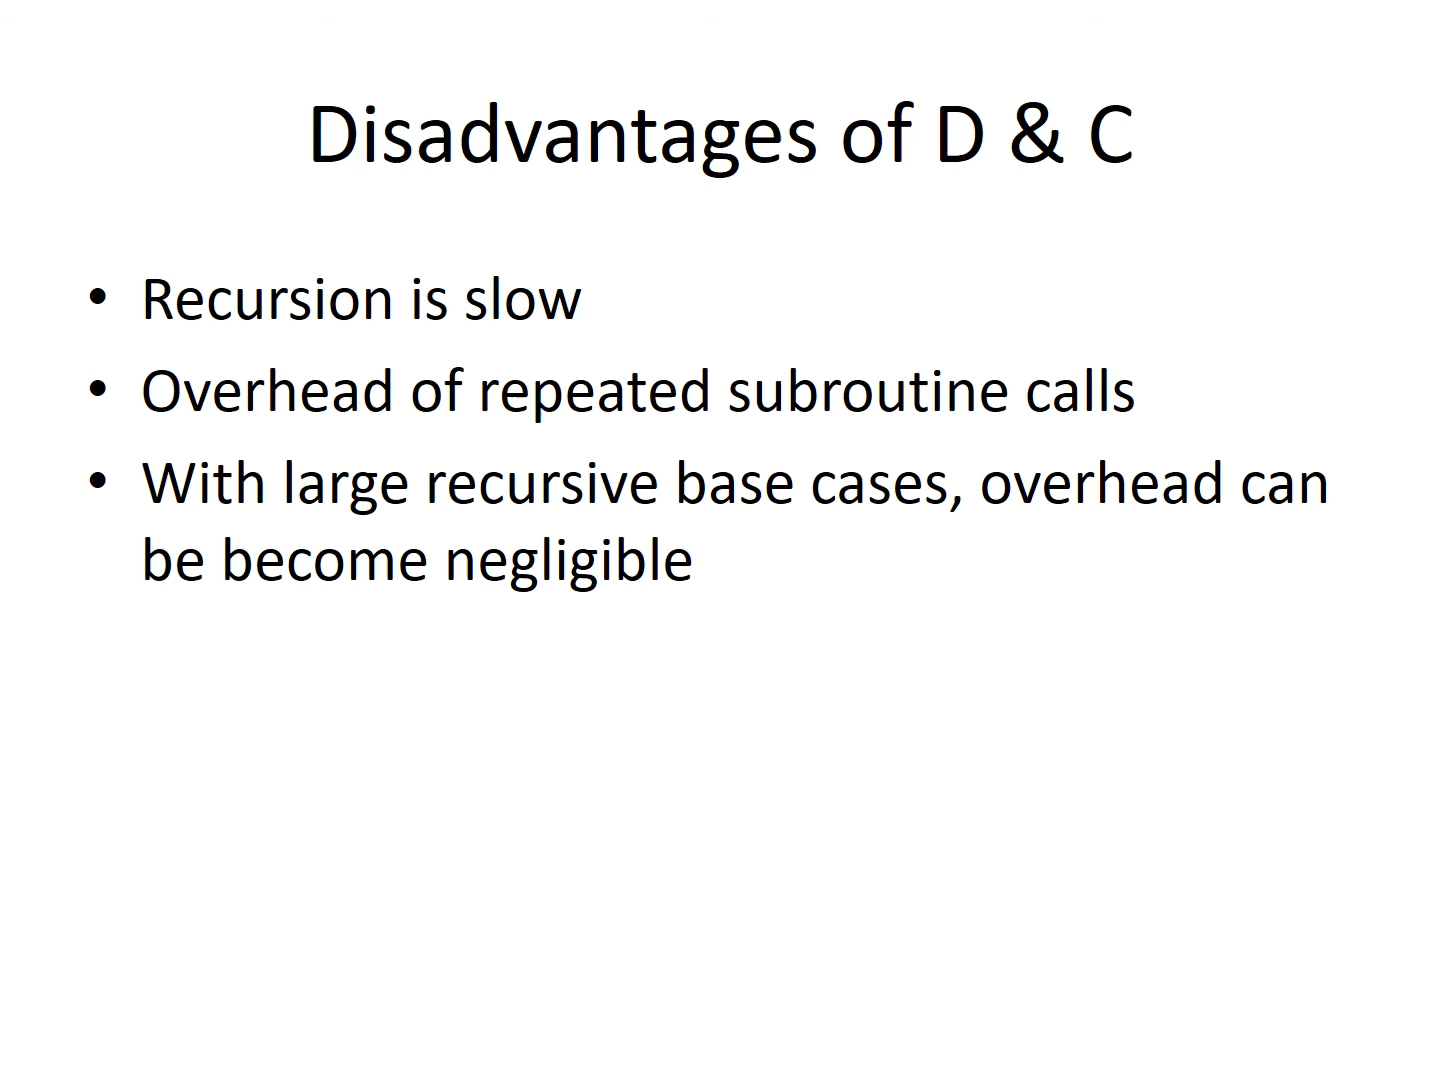 Disadvantages of D & C
• Recursion is slow
• Overhead of repeated subroutine calls
• With large recursive base cases, overhead can
be become negligible